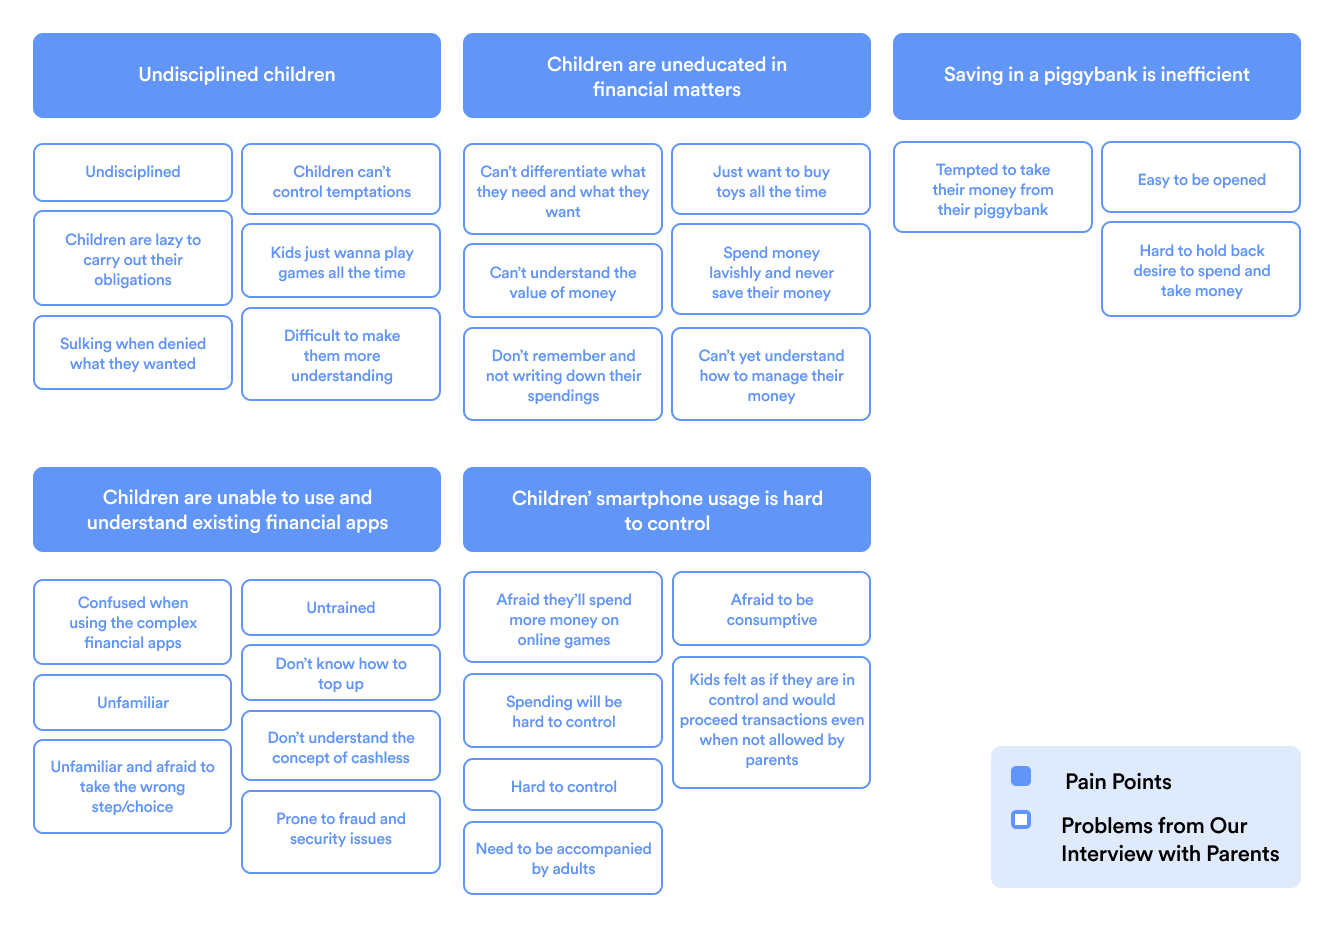 Undisciplined children
Undisciplined
Children are lazy to
carry out their
obligations
Sulking when denied
what they wanted
Children can't
control temptations
Kids just wanna play
games all the time
Difficult to make
them more
understanding
Children are uneducated in
financial matters
Can't differentiate what
they need and what they
want
Can't understand the
value of money
Don't remember and
not writing down their
spendings
Just want to buy
toys all the time
Spend money
lavishly and never
save their money
Can't yet understand
how to manage their
money
Saving in a piggybank is inefficient
Tempted to take
their money from
their piggybank
Easy to be opened
Hard to hold back
desire to spend and
take money
Children are unable to use and
understand existing financial apps
Confused when
using the complex
financial apps
Unfamiliar
Unfamiliar and afraid to
take the wrong
step/choice
Untrained
Don't know how to
top up
Don't understand the
concept of cashless
Prone to fraud and
security issues
Children' smartphone usage is hard
to control
Afraid they'll spend
more money on
online games
Spending will be
hard to control
Hard to control
Need to be accompanied
by adults
Afraid to be
consumptive
Kids felt as if they are in
control and would
proceed transactions even
when not allowed by
parents
Pain Points
Problems from Our
Interview with Parents